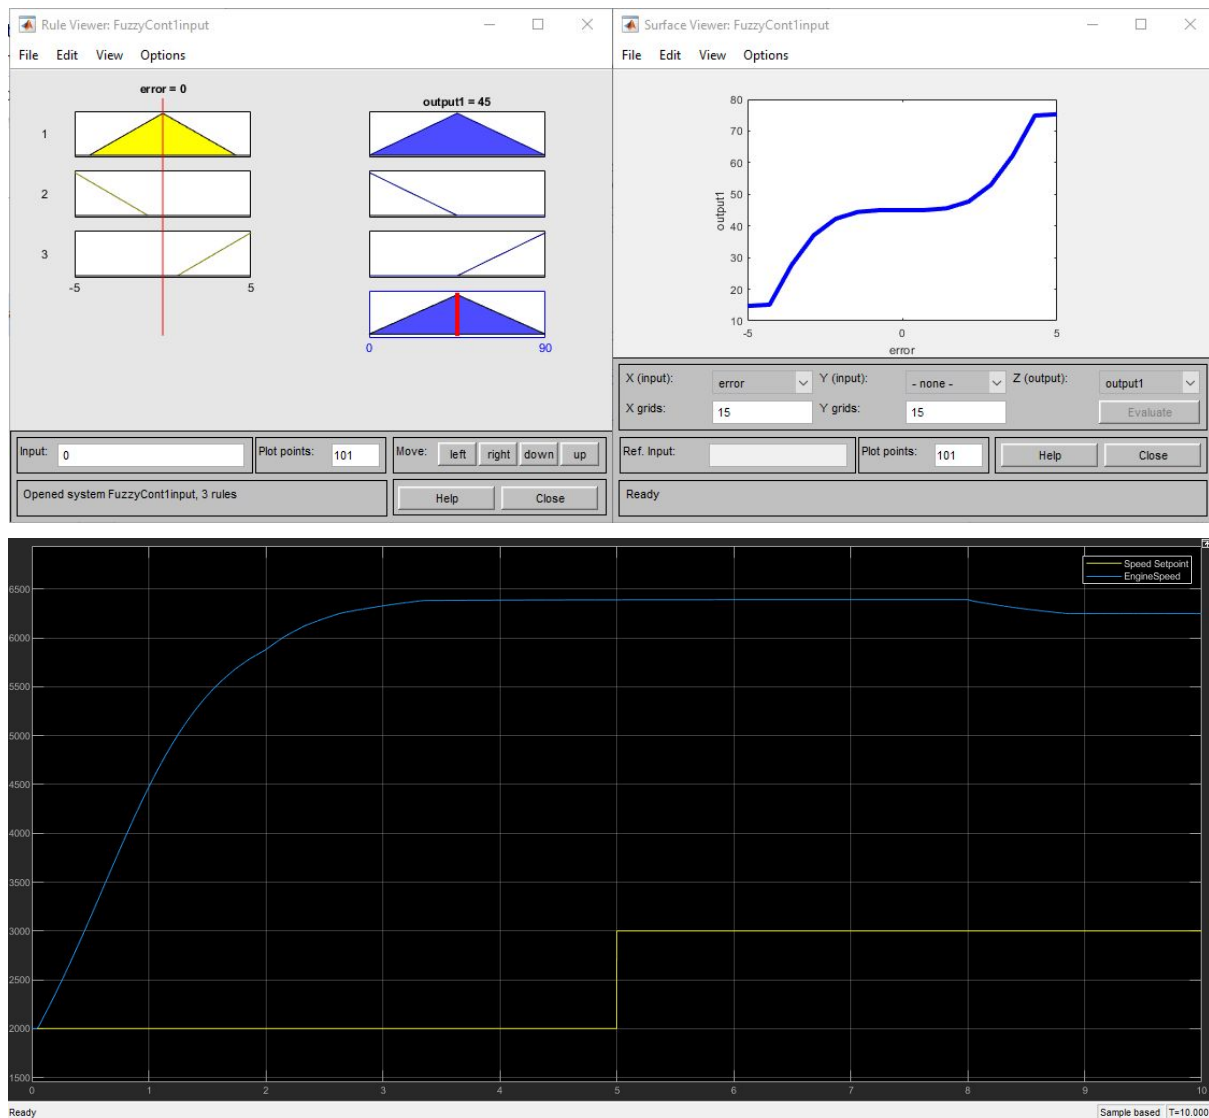 Rule Viewer: FuzzyCont1input
File Edit View Options
error = 0
output1 = 45
1
2
3
-5 5
0 90
Input: 0
Plot points: 101
Move: left right down up
Opened system FuzzyCont1input, 3 rules
Help Close
Surface Viewer: FuzzyCont1input
File Edit View Options
80
70
60
50
40
30
20
10
output1
-5 0 5
error
X (input): error Y (input): - none - Z (output): output1
X grids: 15 Y grids: 15 Evaluate
Ref. Input: Plot points: 101 Help Close
Ready
Speed Setpoint
EngineSpeed
6500
6000
5500
5000
4500
4000
3500
3000
2500
2000
1500
0 1 2 3 4 5 6 7 8 9 10
Ready Sample based T=10.000